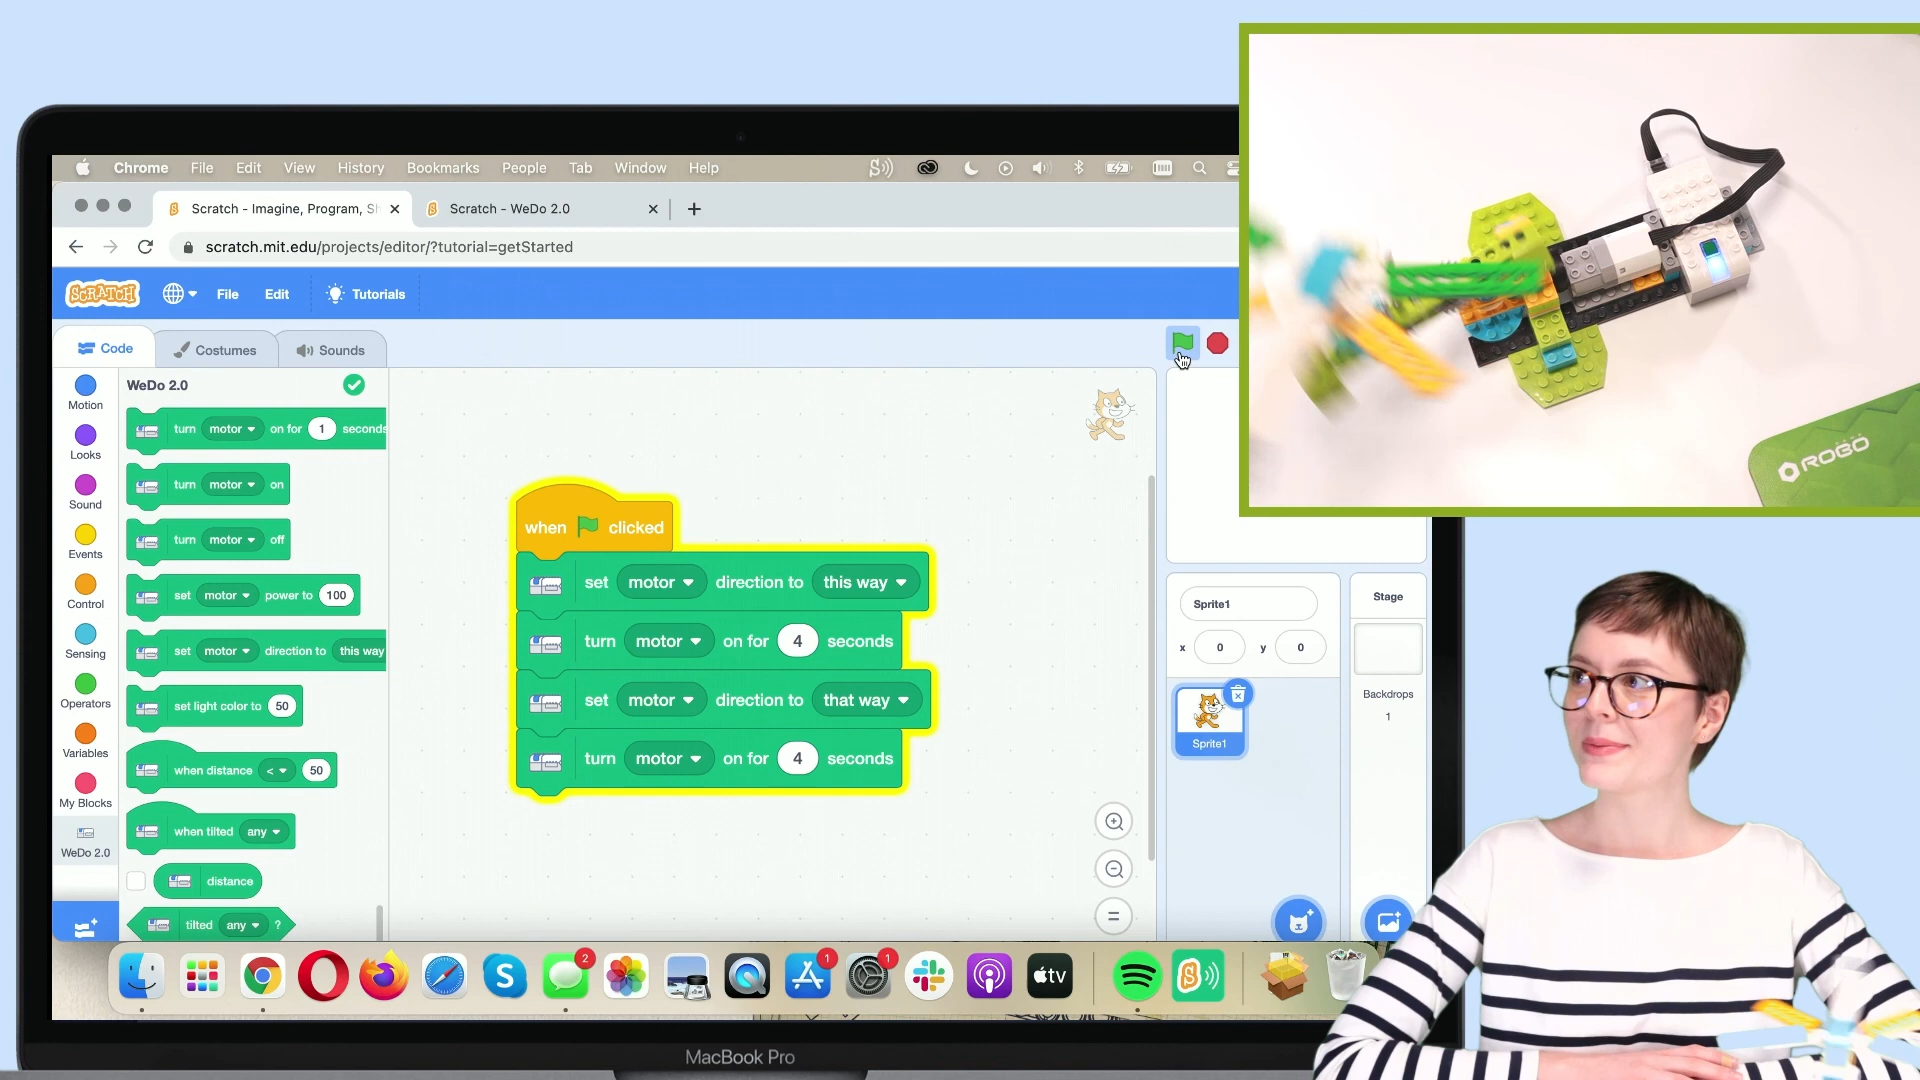 Chrome File Edit View History Bookmarks People Tab Window Help
Scratch - Imagine, Program, Sh
Scratch - WeDo 2.0
scratch.mit.edu/projects/editor/?tutorial=getStarted
SCRATCH File Edit Tutorials
Code Costumes Sounds
Motion
Looks
Sound
Events
Control
Sensing
Operators
Variables
My Blocks
WeDo 2.0
WeDo 2.0
turn motor on for 1 seconds
turn motor on
turn motor off
set motor power to 100
set motor direction to this way
set light color to 50
when distance < 50
when tilted any
distance
tilted any ?
when clicked
set motor direction to this way
turn motor on for 4 seconds
set motor direction to that way
turn motor on for 4 seconds
Sprite1
x 0 y 0
Sprite1
Stage
Backdrops
1
2
1
1
S
tv
MacBook Pro
ROBO